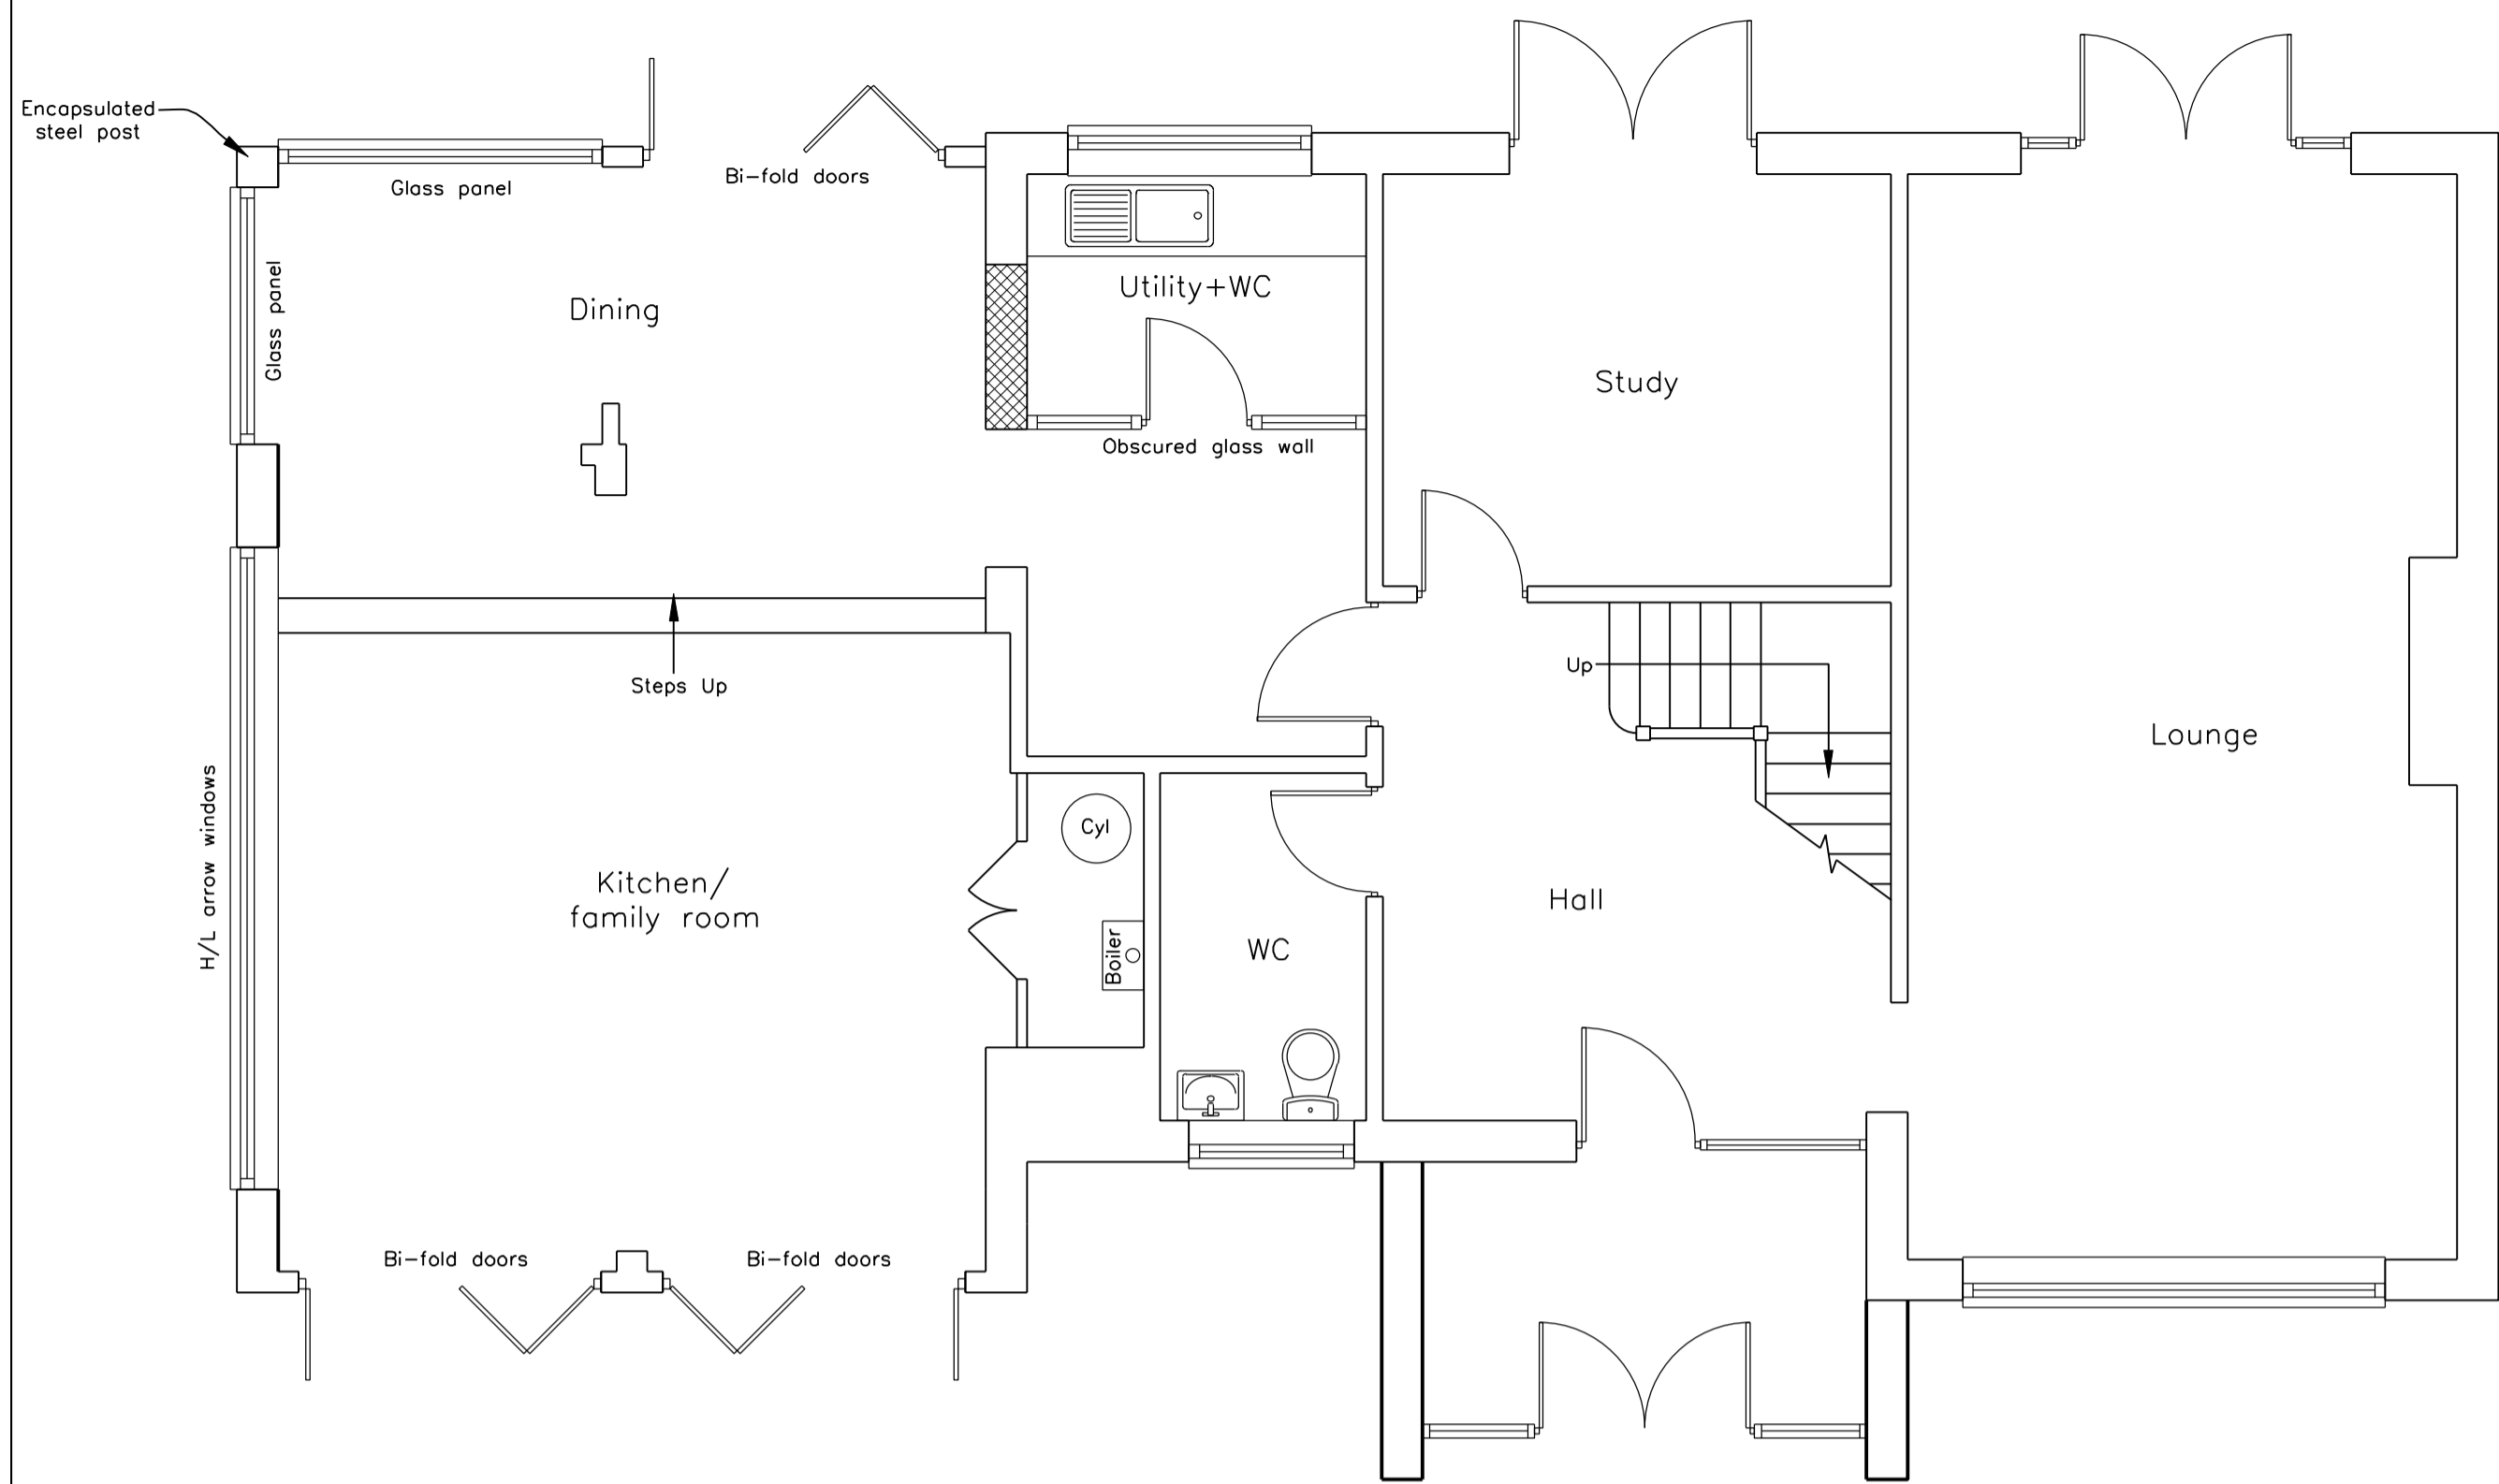 Encapsulated
steel post
Glass panel
Bi-fold doors
Glass panel
Dining
Utility+WC
Obscured glass wall
Study
Steps Up
Up
Lounge
H/L arrow windows
Kitchen/
family room
Cyl
Boiler
WC
Hall
Bi-fold doors
Bi-fold doors